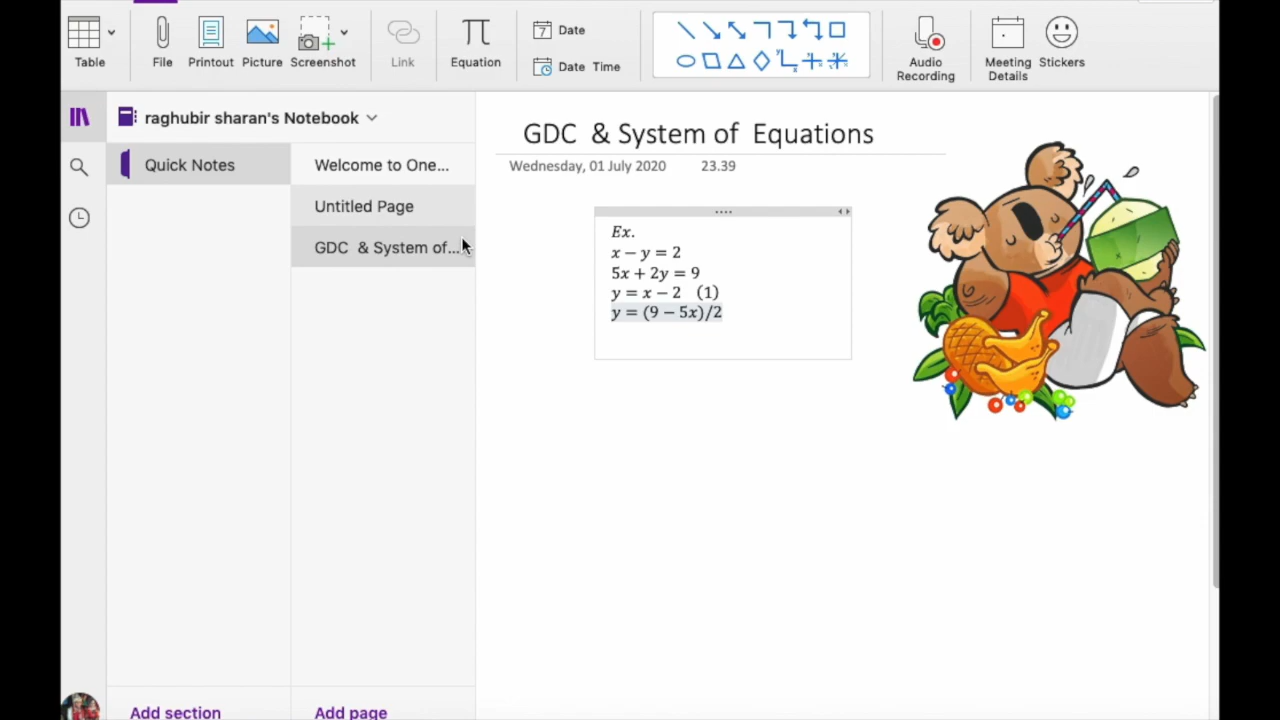 Table
File
Printout
Picture
Screenshot
Link
Equation
Date
Date Time
Audio Recording
Meeting Details
Stickers
raghubir sharan's Notebook
Quick Notes
Welcome to One...
Untitled Page
GDC & System of...
Add section
Add page
GDC & System of Equations
Wednesday, 01 July 2020 23.39
Ex.
x − y = 2
5x + 2y = 9
y = x − 2 (1)
y = (9 − 5x)/2